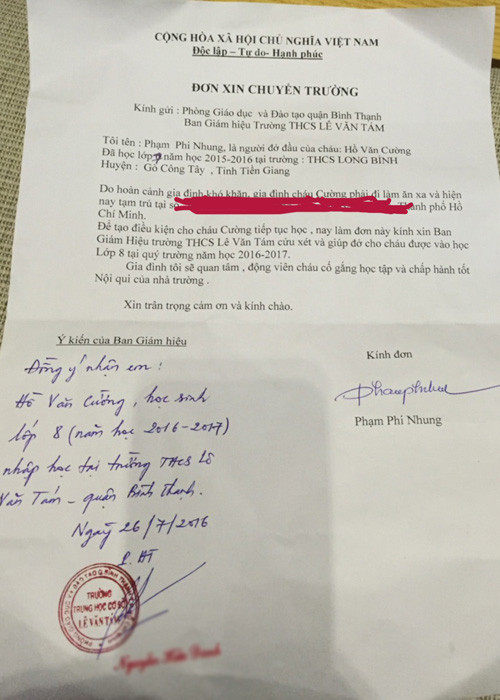 CỘNG HÒA XÃ HỘI CHỦ NGHĨA VIỆT NAM
Độc lập – Tự do- Hạnh phúc
ĐƠN XIN CHUYỂN TRƯỜNG
Kính gửi : Phòng Giáo dục và Đào tạo quận Bình Thạnh
Ban Giám hiệu Trường THCS LÊ VĂN TÁM
Tôi tên : Phạm Phi Nhung, là người đở đầu của cháu: Hồ Văn Cường
Đã học lớp 7 năm học 2015-2016 tại trường : THCS LONG BÌNH
Huyện : Gò Công Tây , Tỉnh Tiền Giang
Do hoàn cảnh gia đình khó khăn, gia đình cháu Cường phải đi làm ăn xa và hiện
nay tạm trú tại Thành phố Hồ
Chí Minh.
Để tạo điều kiện cho cháu Cường tiếp tục học , nay làm đơn này kính xin Ban
Giám Hiệu trường THCS Lê Văn Tám cứu xét và giúp đở cho cháu được vào học
Lớp 8 tại quý trường năm học 2016-2017.
Gia đình tôi sẽ quan tâm , động viên cháu cố gắng học tập và chấp hành tốt
Nội qui của nhà trường .
Xin trân trọng cảm ơn và kính chào.
Ý kiến của Ban Giám hiệu
Đồng ý nhận em :
Hồ Văn Cường, học sinh
lớp 8 (năm học 2016-2017)
nhập học tại trường THCS Lê
Văn Tám – quận Bình Thạnh.
Ngày 26/7/2016
P. HT
TRƯỜNG
TRUNG HỌC CƠ SỞ
LÊ VĂN TÁM
Kính đơn
Phạm Phi Nhung